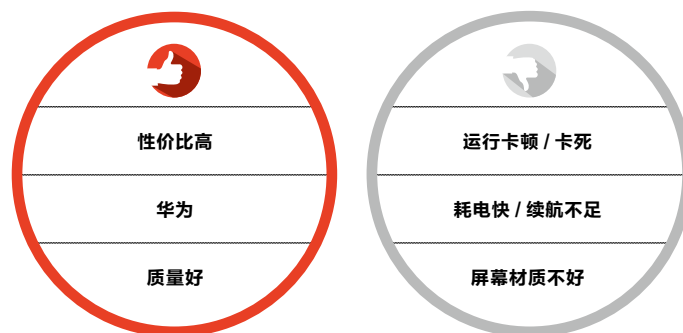 性价比高
华为
质量好
运行卡顿 / 卡死
耗电快 / 续航不足
屏幕材质不好